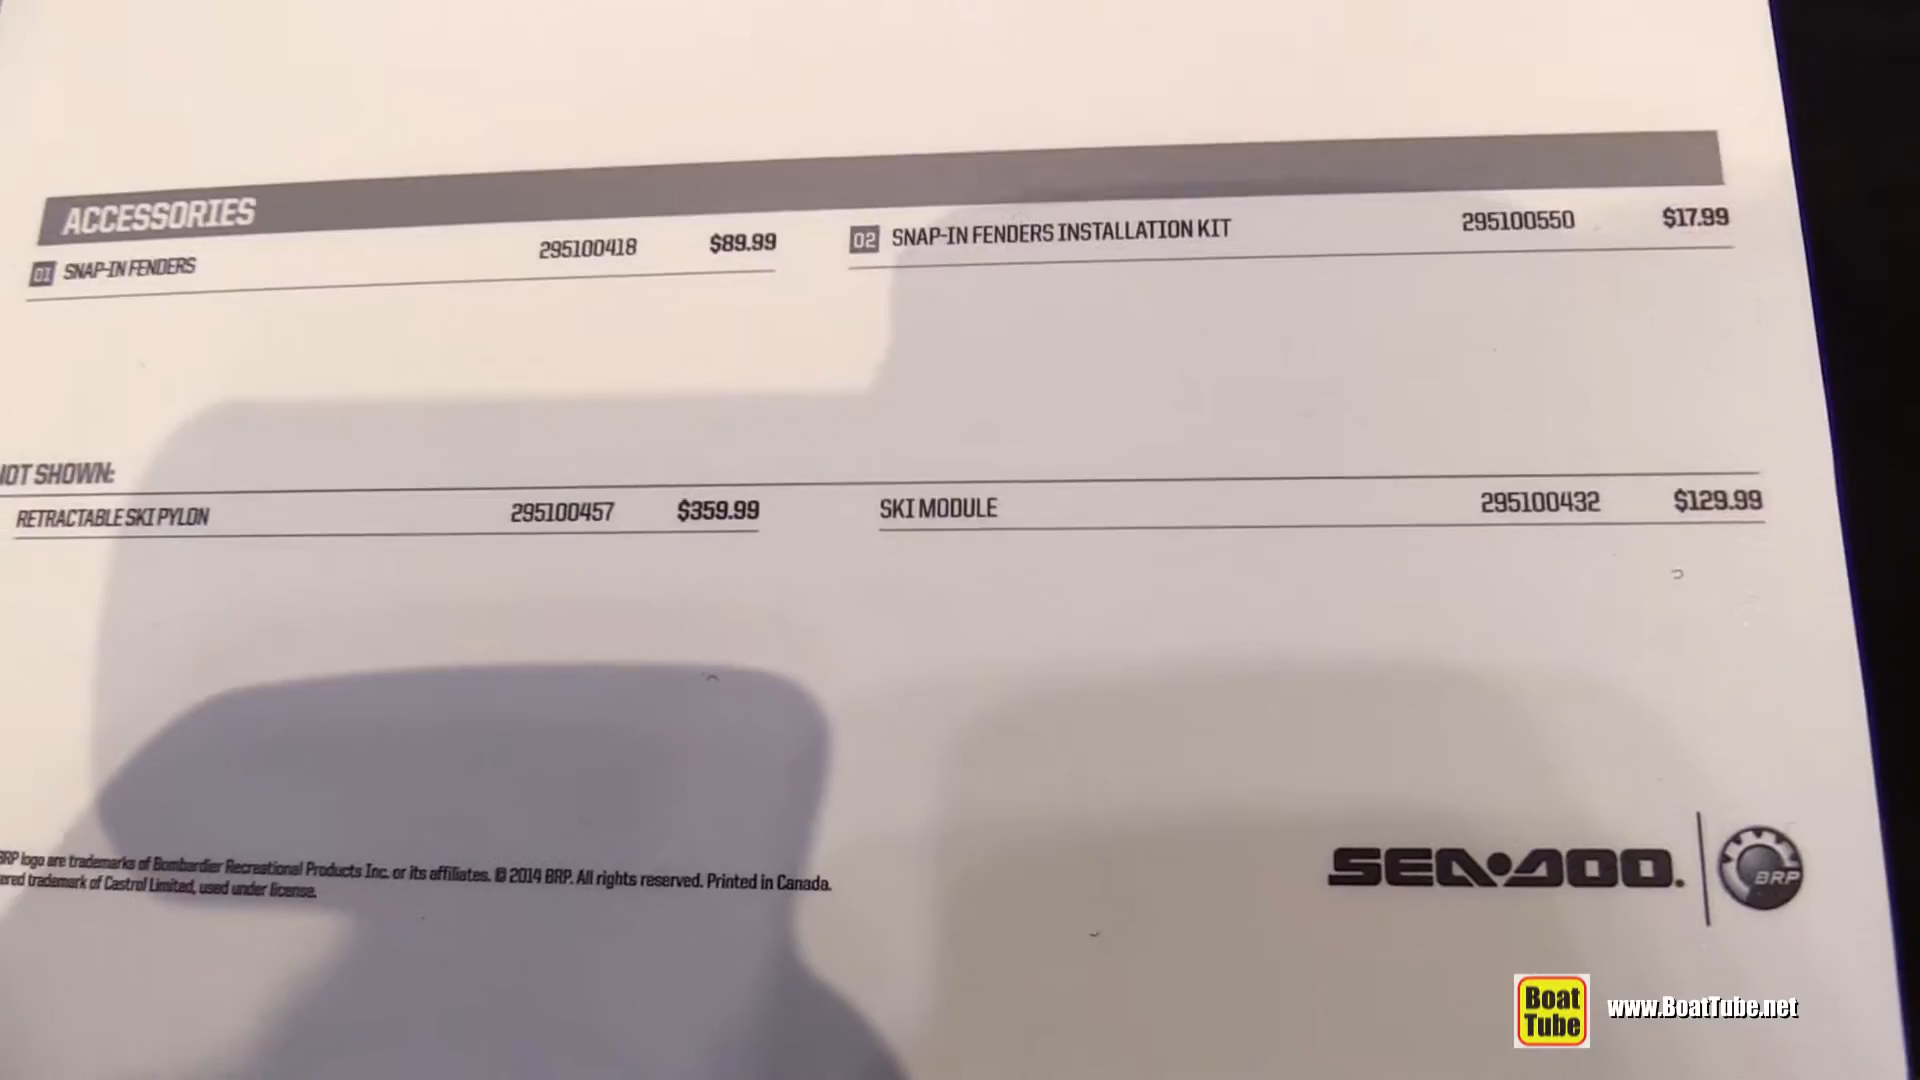 ACCESSORIES
01 SNAP-IN FENDERS 295100418 $89.99
02 SNAP-IN FENDERS INSTALLATION KIT 295100550 $17.99
NOT SHOWN:
RETRACTABLE SKI PYLON 295100457 $359.99
SKI MODULE 295100432 $129.99
BRP logo are trademarks of Bombardier Recreational Products Inc. or its affiliates. © 2014 BRP. All rights reserved. Printed in Canada.
ered trademark of Castrol Limited, used under license.
SEA-DOO.
BRP
Boat
Tube
www.BoatTube.net